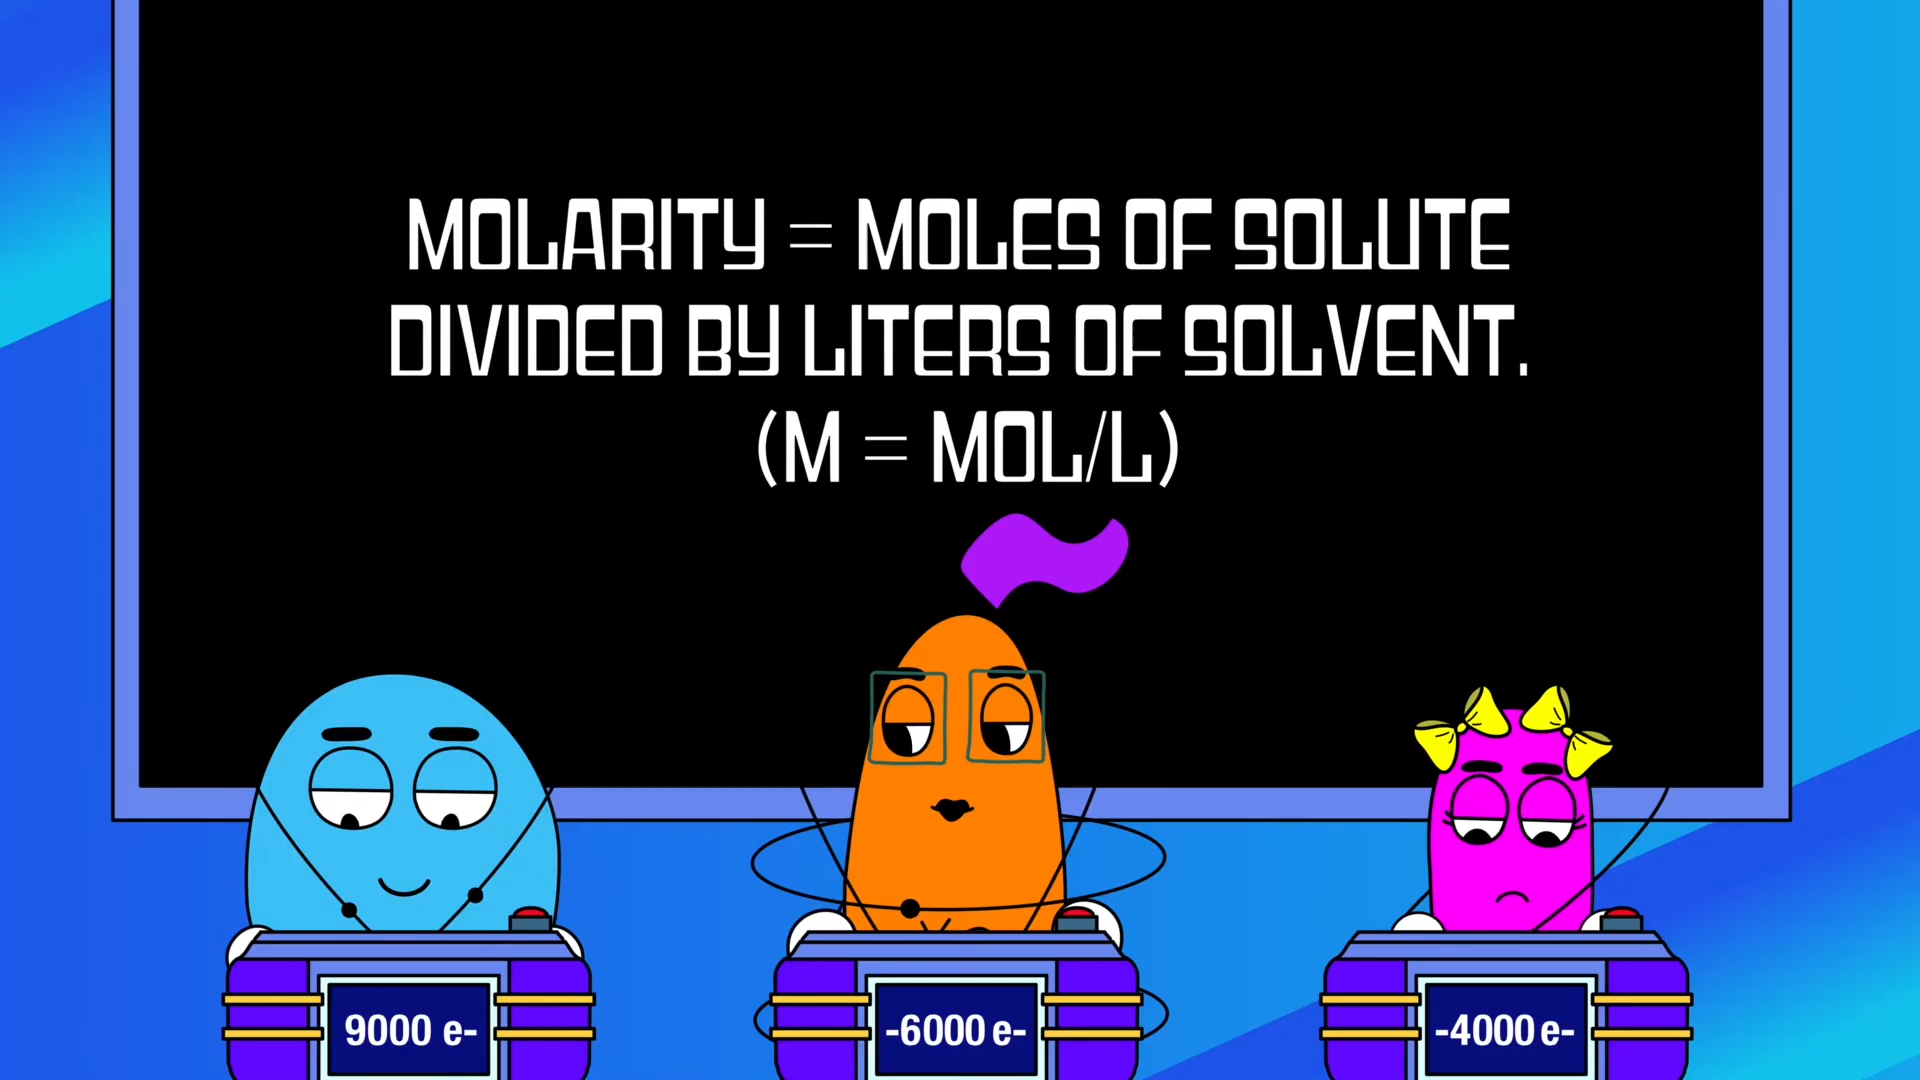 MOLARITY = MOLES OF SOLUTE
DIVIDED BY LITERS OF SOLVENT.
(M = MOL/L)
9000 e-
-6000 e-
-4000 e-